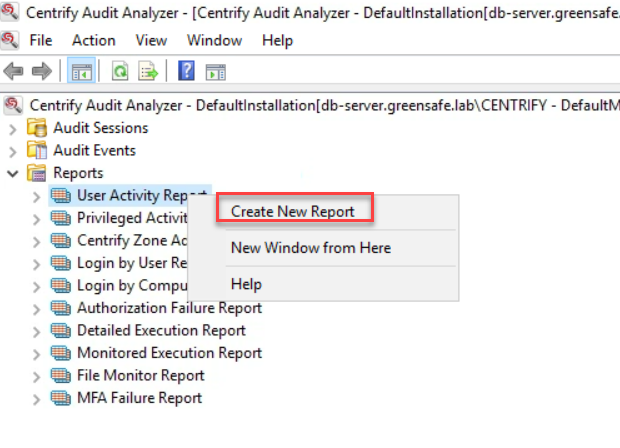 Centrify Audit Analyzer - [Centrify Audit Analyzer - DefaultInstallation[db-server.greensafe.
File Action View Window Help
Centrify Audit Analyzer - DefaultInstallation[db-server.greensafe.lab\CENTRIFY - DefaultM
Audit Sessions
Audit Events
Reports
User Activity Report
Create New Report
Privileged Activit
Centrify Zone Ad
New Window from Here
Login by User Re
Login by Compu
Help
Authorization Failure Report
Detailed Execution Report
Monitored Execution Report
File Monitor Report
MFA Failure Report